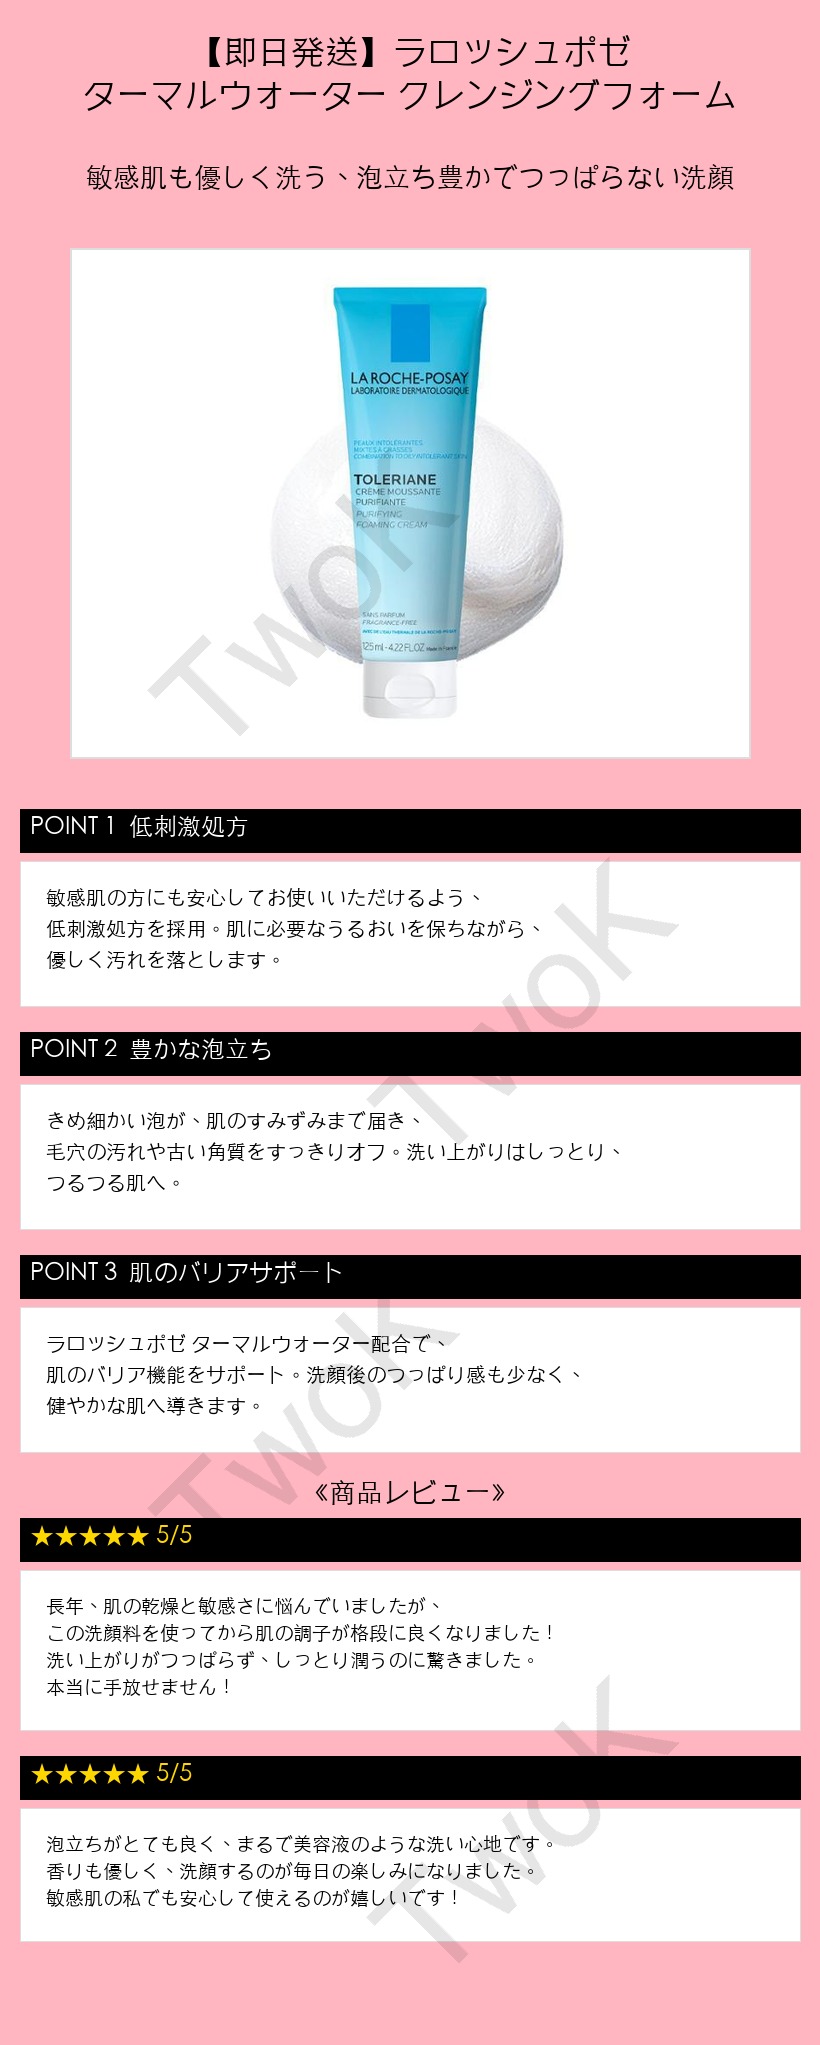 【即日発送】ラロッシュポゼ
ターマルウォーター クレンジングフォーム
敏感肌も優しく洗う、泡立ち豊かでつっぱらない洗顔
LA ROCHE-POSAY
LABORATOIRE DERMATOLOGIQUE
PEAUX INTOLÉRANTES,
MIXTES À GRASSES
COMBINATION TO OILY INTOLERANT SKIN
TOLERIANE
CRÈME MOUSSANTE
PURIFIANTE
PURIFYING
FOAMING CREAM
SANS PARFUM
FRAGRANCE-FREE
AVEC DE L'EAU THERMALE DE LA ROCHE-POSAY
125 ml - 4.22 FL.OZ. Made in France
TwoK
POINT 1 低刺激処方
敏感肌の方にも安心してお使いいただけるよう、
低刺激処方を採用。肌に必要なうるおいを保ちながら、
優しく汚れを落とします。
TwoK
POINT 2 豊かな泡立ち
きめ細かい泡が、肌のすみずみまで届き、
毛穴の汚れや古い角質をすっきりオフ。洗い上がりはしっとり、
つるつる肌へ。
POINT 3 肌のバリアサポート
ラロッシュポゼ ターマルウォーター配合で、
肌のバリア機能をサポート。洗顔後のつっぱり感も少なく、
健やかな肌へ導きます。
TwoK
《商品レビュー》
★★★★★ 5/5
長年、肌の乾燥と敏感さに悩んでいましたが、
この洗顔料を使ってから肌の調子が格段に良くなりました！
洗い上がりがつっぱらず、しっとり潤うのに驚きました。
本当に手放せません！
★★★★★ 5/5
泡立ちがとても良く、まるで美容液のような洗い心地です。
香りも優しく、洗顔するのが毎日の楽しみになりました。
敏感肌の私でも安心して使えるのが嬉しいです！
TwoK